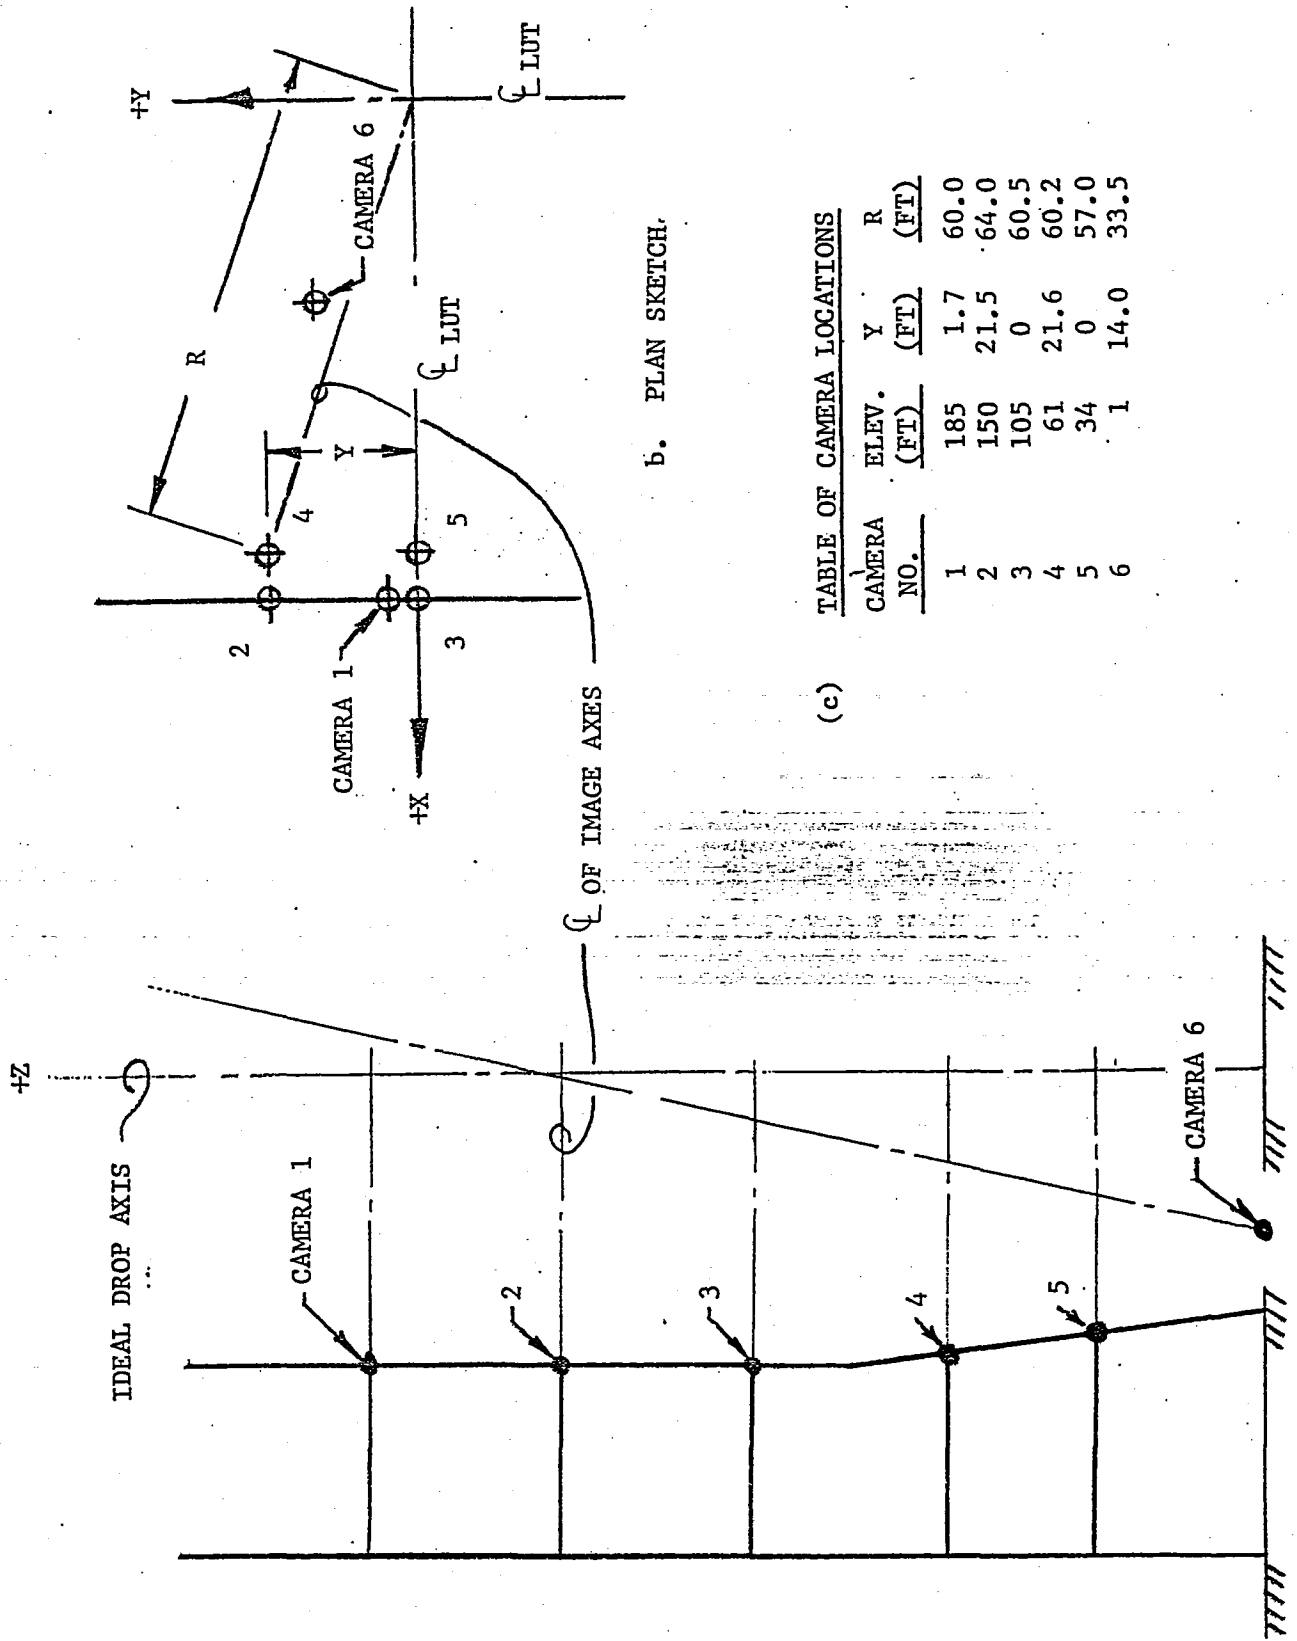 +Z
IDEAL DROP AXIS
CAMERA 1
2
3
4
5
CAMERA 6
℄ OF IMAGE AXES
+Y
R
CAMERA 6
℄ LUT
℄ LUT
Y
4
5
2
CAMERA 1
3
+X
b. PLAN SKETCH.
(c)
TABLE OF CAMERA LOCATIONS
CAMERA ELEV. Y R
NO. (FT) (FT) (FT)
1 185 1.7 60.0
2 150 21.5 64.0
3 105 0 60.5
4 61 21.6 60.2
5 34 0 57.0
6 1 14.0 33.5